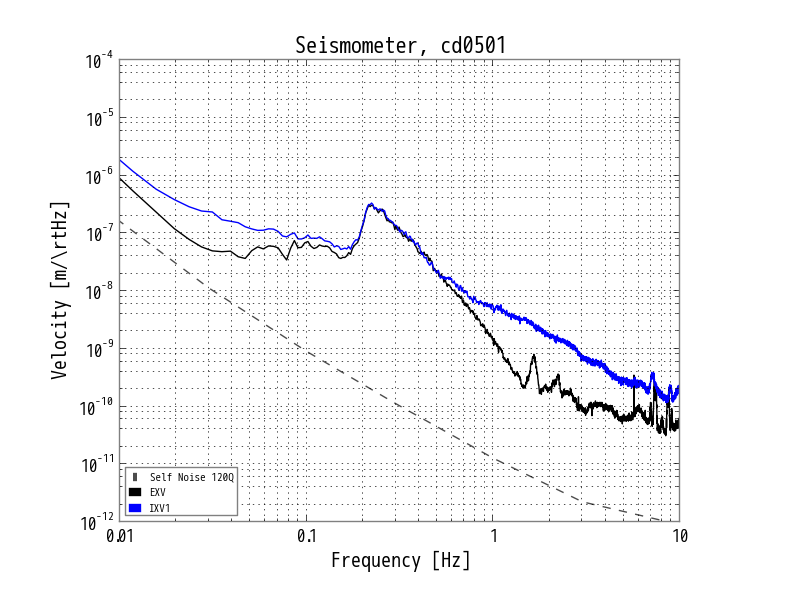 Seismometer, cd0501
10-4
10-5
10-6
10-7
10-8
10-9
10-10
10-11
10-12
Velocity [m/\rtHz]
Self Noise 120Q
EXV
IXV1
0.01 0.1 1 10
Frequency [Hz]